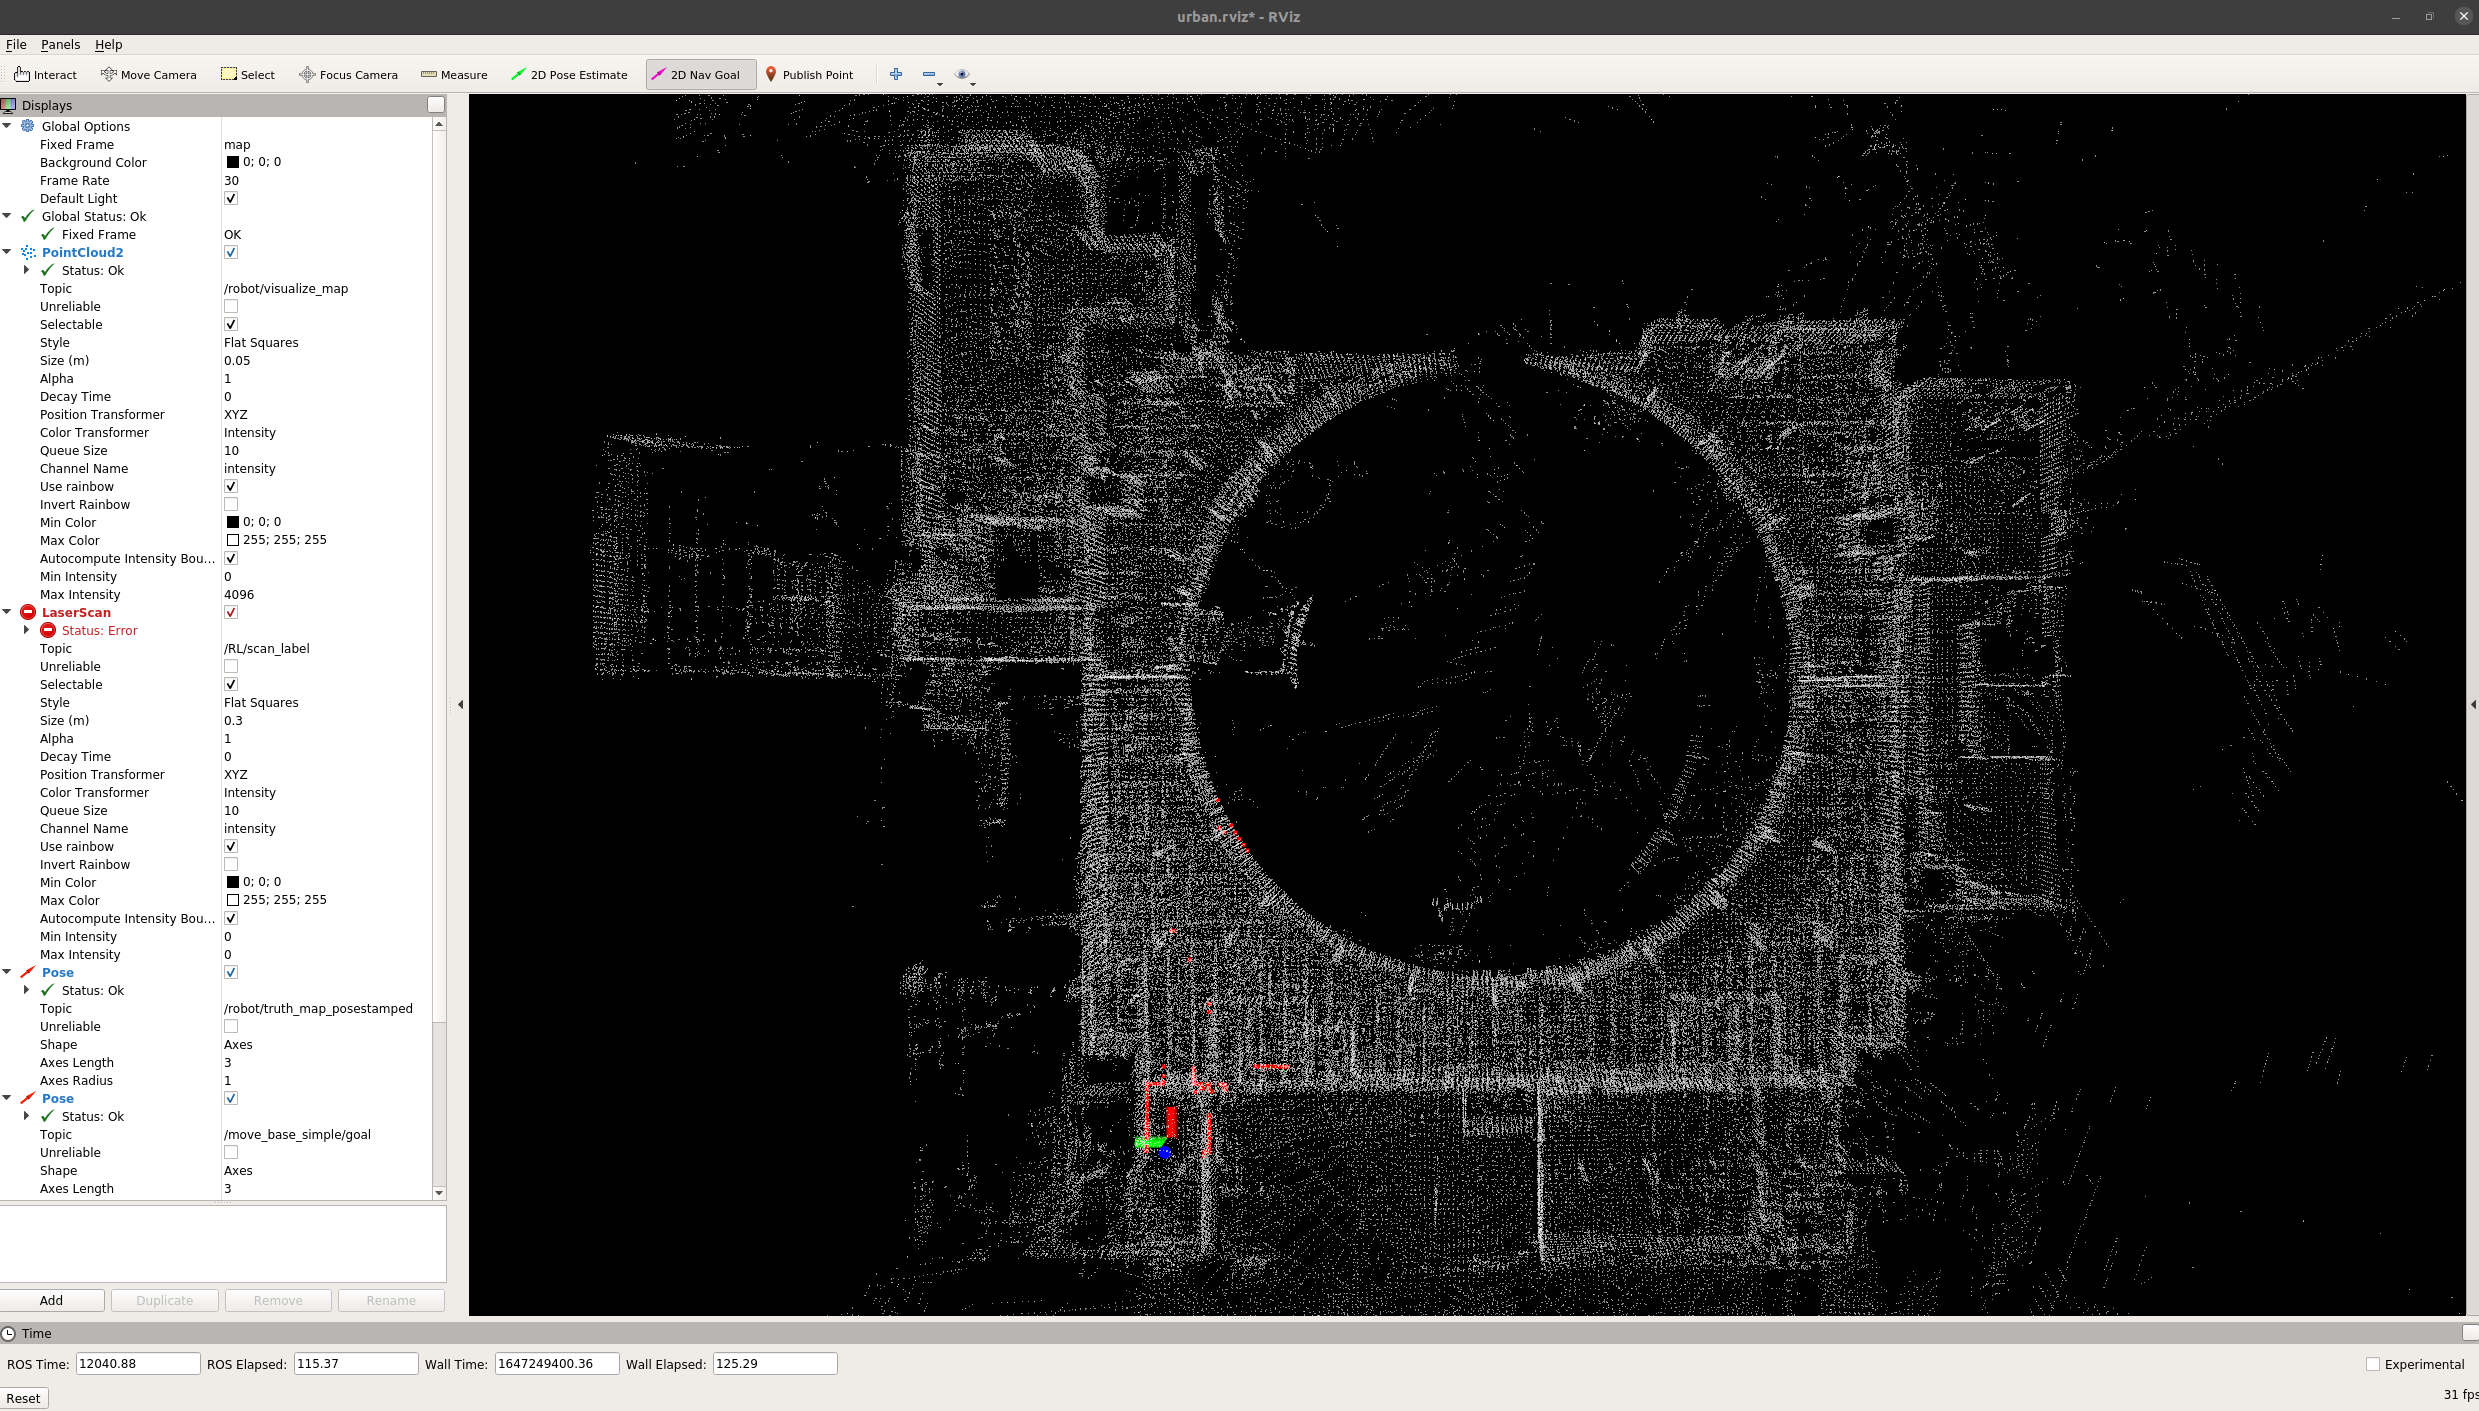 urban.rviz* - RViz
File Panels Help
Interact Move Camera Select Focus Camera Measure 2D Pose Estimate 2D Nav Goal Publish Point
Displays
Global Options
Fixed Frame map
Background Color 0; 0; 0
Frame Rate 30
Default Light
Global Status: Ok
Fixed Frame OK
PointCloud2
Status: Ok
Topic /robot/visualize_map
Unreliable
Selectable
Style Flat Squares
Size (m) 0.05
Alpha 1
Decay Time 0
Position Transformer XYZ
Color Transformer Intensity
Queue Size 10
Channel Name intensity
Use rainbow
Invert Rainbow
Min Color 0; 0; 0
Max Color 255; 255; 255
Autocompute Intensity Bou...
Min Intensity 0
Max Intensity 4096
LaserScan
Status: Error
Topic /RL/scan_label
Unreliable
Selectable
Style Flat Squares
Size (m) 0.3
Alpha 1
Decay Time 0
Position Transformer XYZ
Color Transformer Intensity
Queue Size 10
Channel Name intensity
Use rainbow
Invert Rainbow
Min Color 0; 0; 0
Max Color 255; 255; 255
Autocompute Intensity Bou...
Min Intensity 0
Max Intensity 0
Pose
Status: Ok
Topic /robot/truth_map_posestamped
Unreliable
Shape Axes
Axes Length 3
Axes Radius 1
Pose
Status: Ok
Topic /move_base_simple/goal
Unreliable
Shape Axes
Axes Length 3
Add Duplicate Remove Rename
Time
ROS Time: 12040.88 ROS Elapsed: 115.37 Wall Time: 1647249400.36 Wall Elapsed: 125.29 Experimental
Reset 31 fps